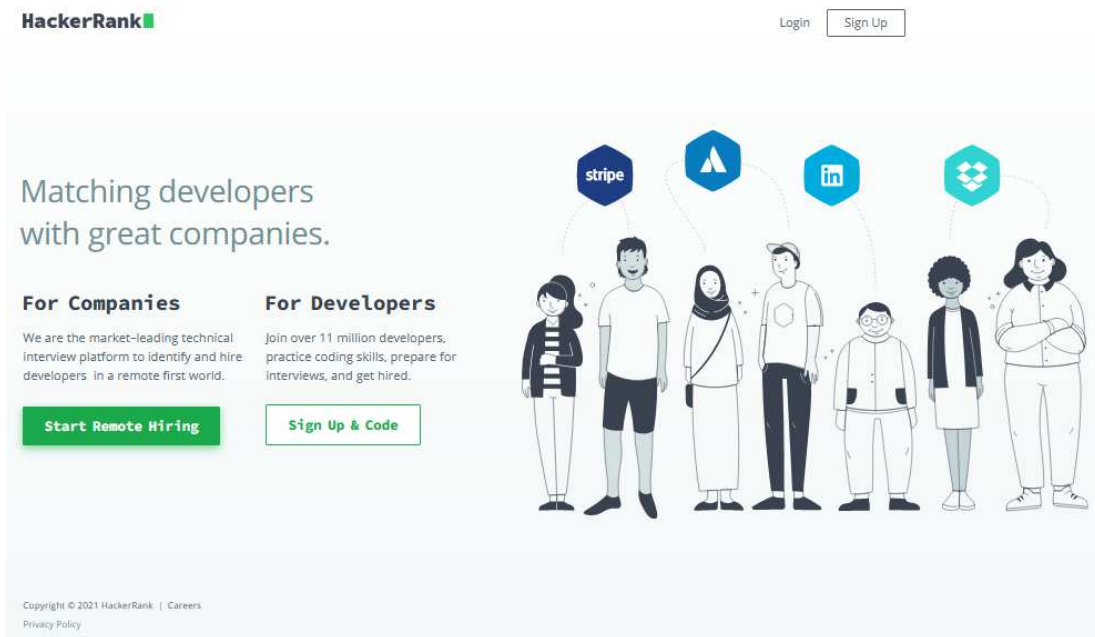 HackerRank
Login
Sign Up
stripe
in
Matching developers
with great companies.
For Companies
We are the market-leading technical
interview platform to identify and hire
developers in a remote first world.
Start Remote Hiring
For Developers
Join over 11 million developers,
practice coding skills, prepare for
interviews, and get hired.
Sign Up & Code
Copyright © 2021 HackerRank | Careers
Privacy Policy